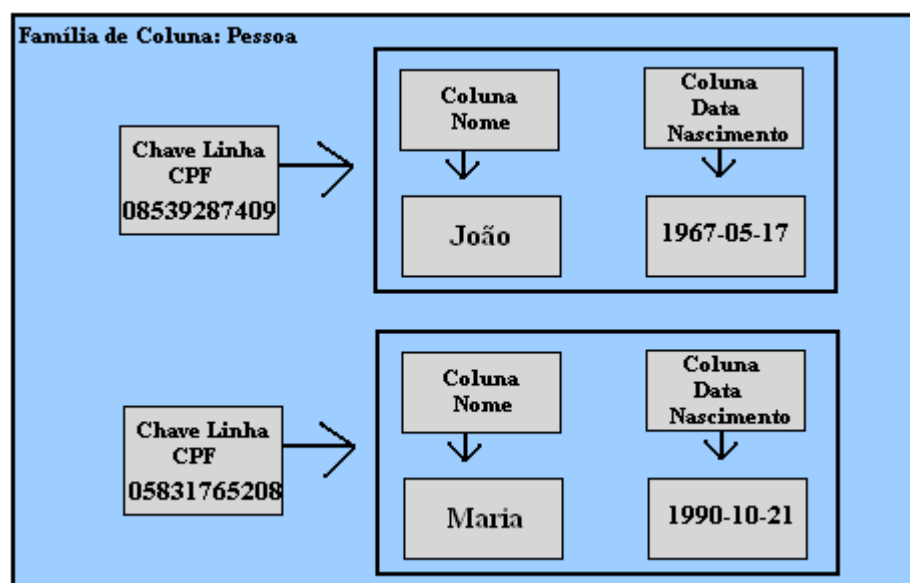 Família de Coluna: Pessoa
Chave Linha
CPF
08539287409
Coluna
Nome
João
Coluna
Data
Nascimento
1967-05-17
Chave Linha
CPF
05831765208
Coluna
Nome
Maria
Coluna
Data
Nascimento
1990-10-21